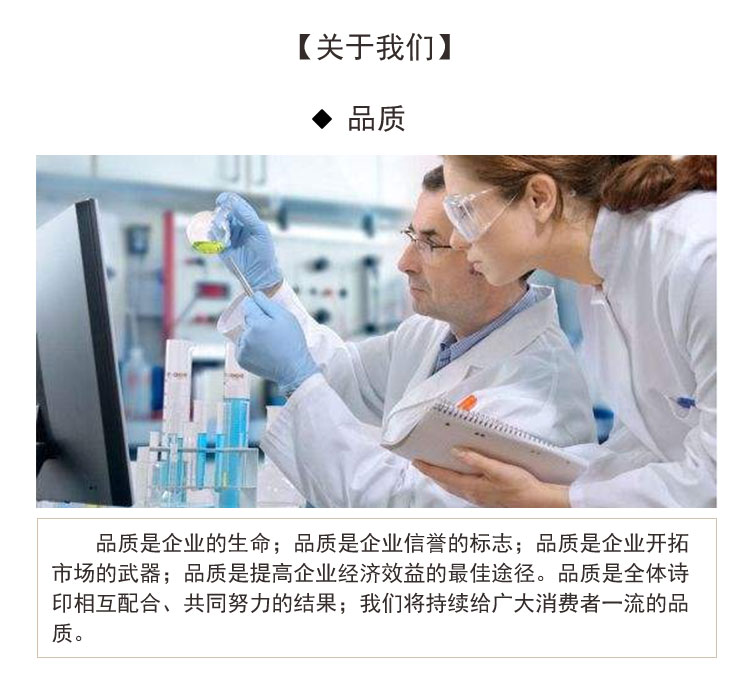 【关于我们】
◆ 品质
品质是企业的生命；品质是企业信誉的标志；品质是企业开拓
市场的武器；品质是提高企业经济效益的最佳途径。品质是全体诗
印相互配合、共同努力的结果；我们将持续给广大消费者一流的品
质。